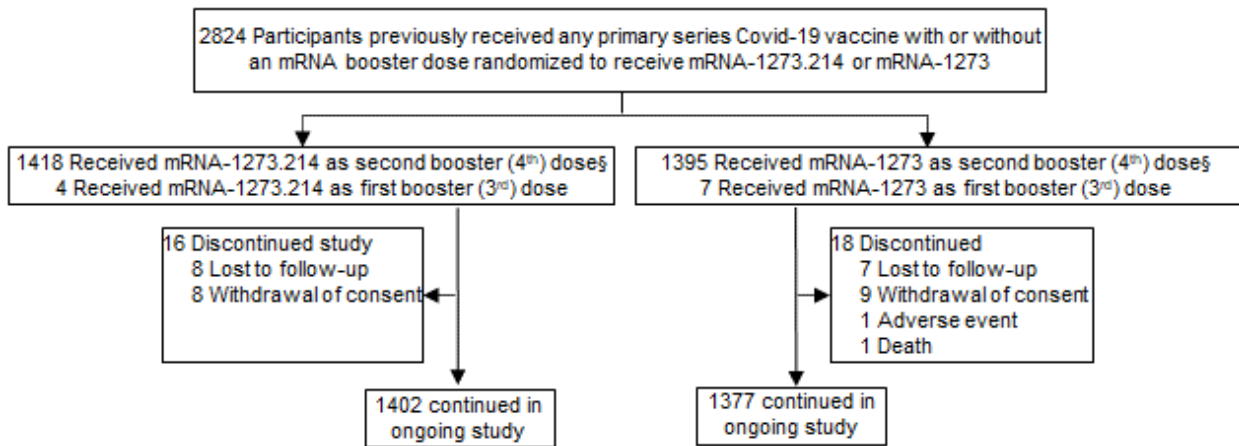 2824 Participants previously received any primary series Covid-19 vaccine with or without
an mRNA booster dose randomized to receive mRNA-1273.214 or mRNA-1273
1418 Received mRNA-1273.214 as second booster (4th) dose§
4 Received mRNA-1273.214 as first booster (3rd) dose
1395 Received mRNA-1273 as second booster (4th) dose§
7 Received mRNA-1273 as first booster (3rd) dose
16 Discontinued study
8 Lost to follow-up
8 Withdrawal of consent
18 Discontinued
7 Lost to follow-up
9 Withdrawal of consent
1 Adverse event
1 Death
1402 continued in
ongoing study
1377 continued in
ongoing study